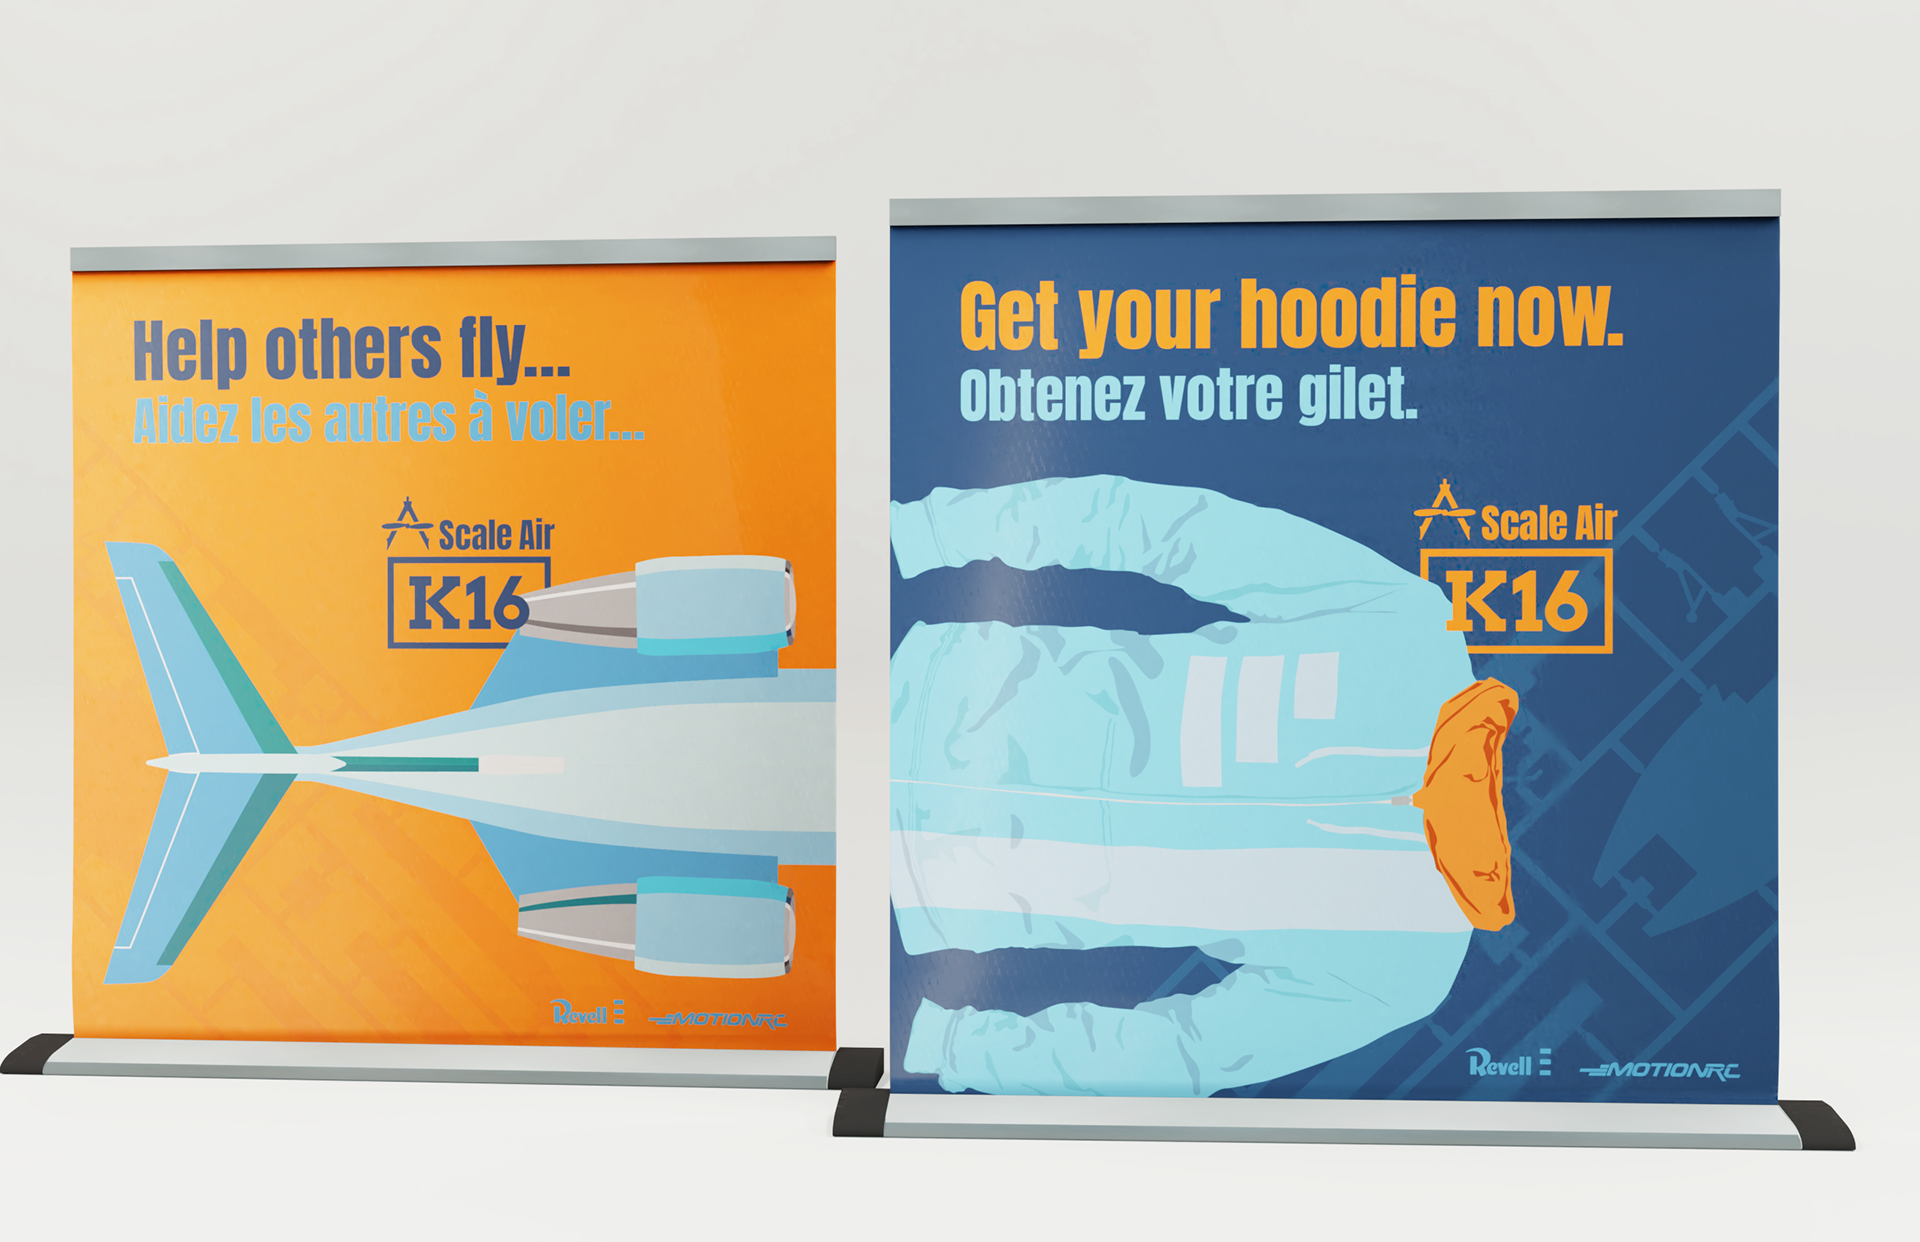 Help others fly...
Aidez les autres à voler...
Scale Air
K16
Revell
MOTIONRC
Get your hoodie now.
Obtenez votre gilet.
Scale Air
K16
Revell
MOTIONRC